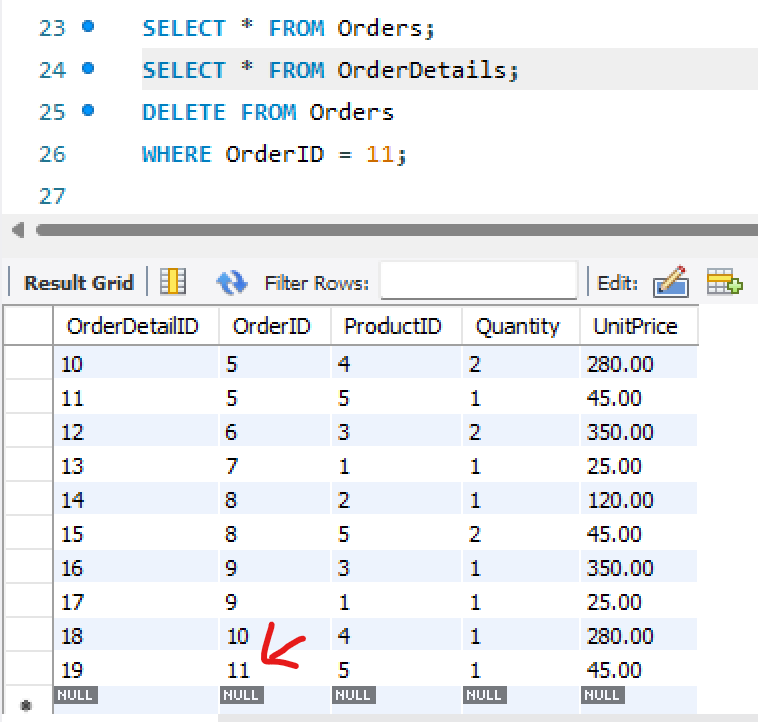 23 SELECT * FROM Orders;
24 SELECT * FROM OrderDetails;
25 DELETE FROM Orders
26 WHERE OrderID = 11;
27
Result Grid Filter Rows: Edit:
OrderDetailID OrderID ProductID Quantity UnitPrice
10 5 4 2 280.00
11 5 5 1 45.00
12 6 3 2 350.00
13 7 1 1 25.00
14 8 2 1 120.00
15 8 5 2 45.00
16 9 3 1 350.00
17 9 1 1 25.00
18 10 4 1 280.00
19 11 5 1 45.00
NULL NULL NULL NULL NULL